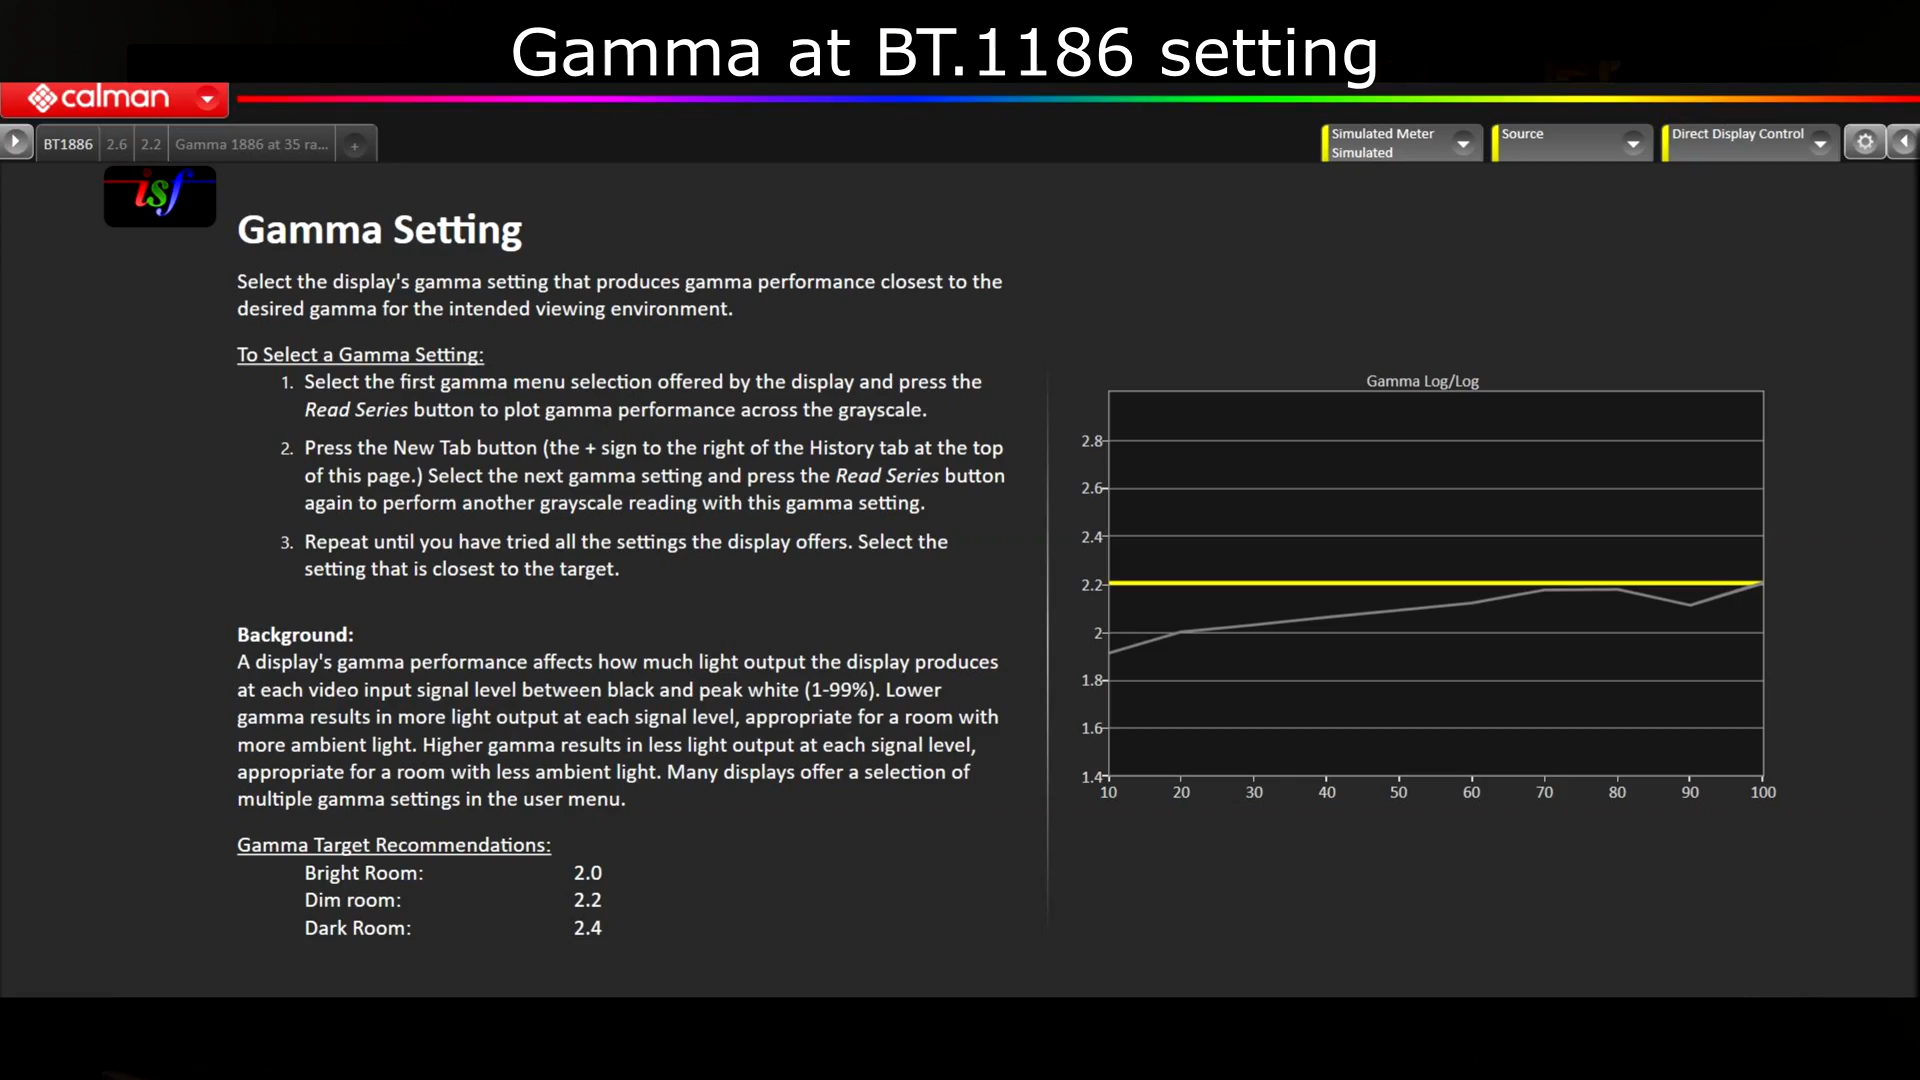 Gamma at BT.1186 setting
calman
BT1886 2.6 2.2 Gamma 1886 at 35 ra... +
Simulated Meter
Simulated
Source
Direct Display Control
isf
Gamma Setting
Select the display's gamma setting that produces gamma performance closest to the
desired gamma for the intended viewing environment.
To Select a Gamma Setting:
1. Select the first gamma menu selection offered by the display and press the
Read Series button to plot gamma performance across the grayscale.
2. Press the New Tab button (the + sign to the right of the History tab at the top
of this page.) Select the next gamma setting and press the Read Series button
again to perform another grayscale reading with this gamma setting.
3. Repeat until you have tried all the settings the display offers. Select the
setting that is closest to the target.
Background:
A display's gamma performance affects how much light output the display produces
at each video input signal level between black and peak white (1-99%). Lower
gamma results in more light output at each signal level, appropriate for a room with
more ambient light. Higher gamma results in less light output at each signal level,
appropriate for a room with less ambient light. Many displays offer a selection of
multiple gamma settings in the user menu.
Gamma Target Recommendations:
Bright Room: 2.0
Dim room: 2.2
Dark Room: 2.4
Gamma Log/Log
2.8
2.6
2.4
2.2
2
1.8
1.6
1.4
10 20 30 40 50 60 70 80 90 100